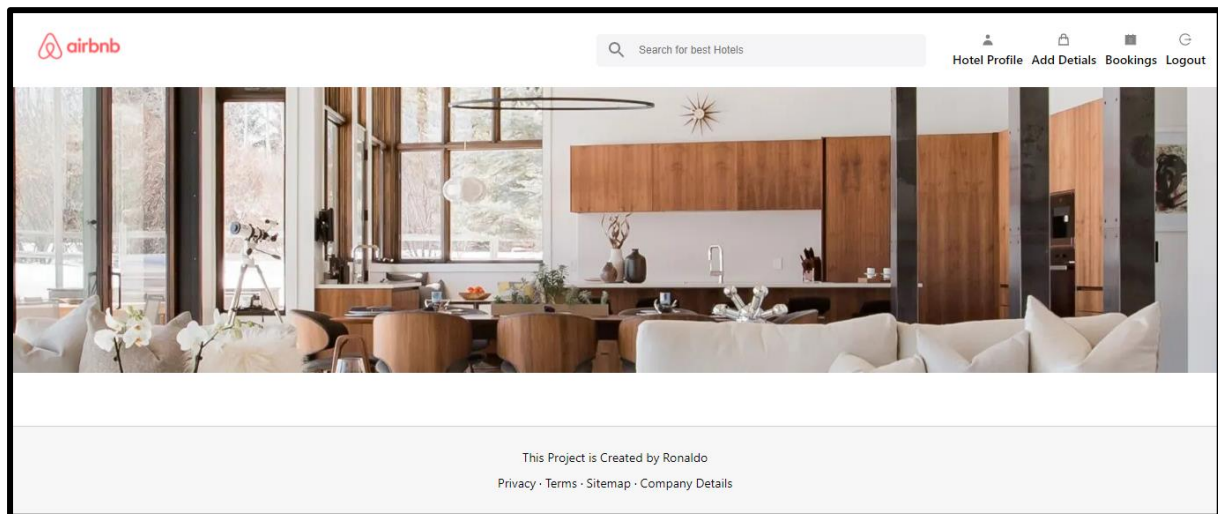 airbnb
Search for best Hotels
Hotel Profile Add Detials Bookings Logout
This Project is Created by Ronaldo
Privacy · Terms · Sitemap · Company Details